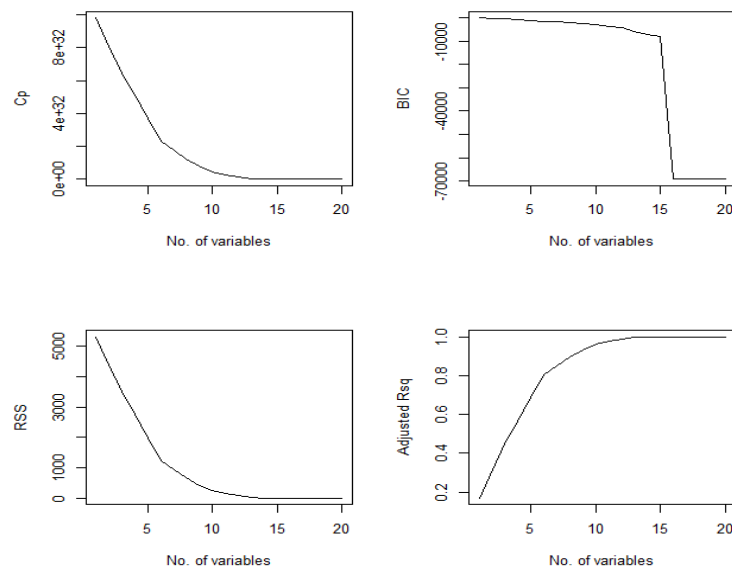 Cp
0e+00
4e+32
8e+32
5
10
15
20
No. of variables
BIC
-70000
-40000
-10000
5
10
15
20
No. of variables
RSS
0
1000
3000
5000
5
10
15
20
No. of variables
Adjusted Rsq
0.2
0.4
0.6
0.8
1.0
5
10
15
20
No. of variables